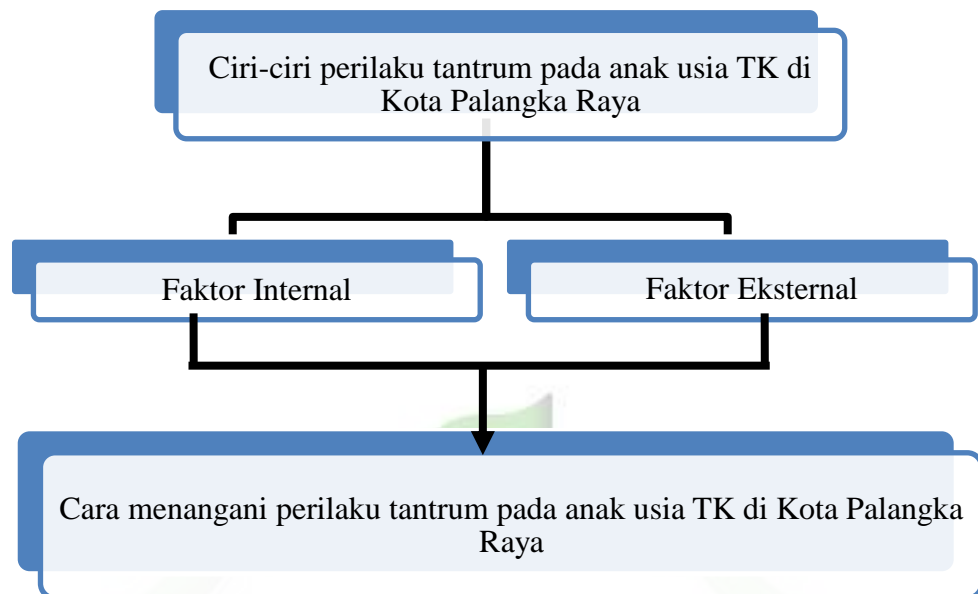 Ciri-ciri perilaku tantrum pada anak usia TK di
Kota Palangka Raya
Faktor Internal
Faktor Eksternal
Cara menangani perilaku tantrum pada anak usia TK di Kota Palangka
Raya